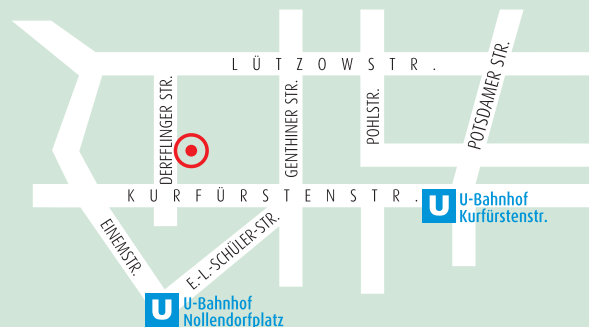 LÜTZOWSTR.
DERFFLINGER STR.
GENTHINER STR.
POHLSTR.
POTSDAMER STR.
KURFÜRSTENSTR.
U
U-Bahnhof
Kurfürstenstr.
EINEMSTR.
E.-L.-SCHÜLER-STR.
U
U-Bahnhof
Nollendorfplatz